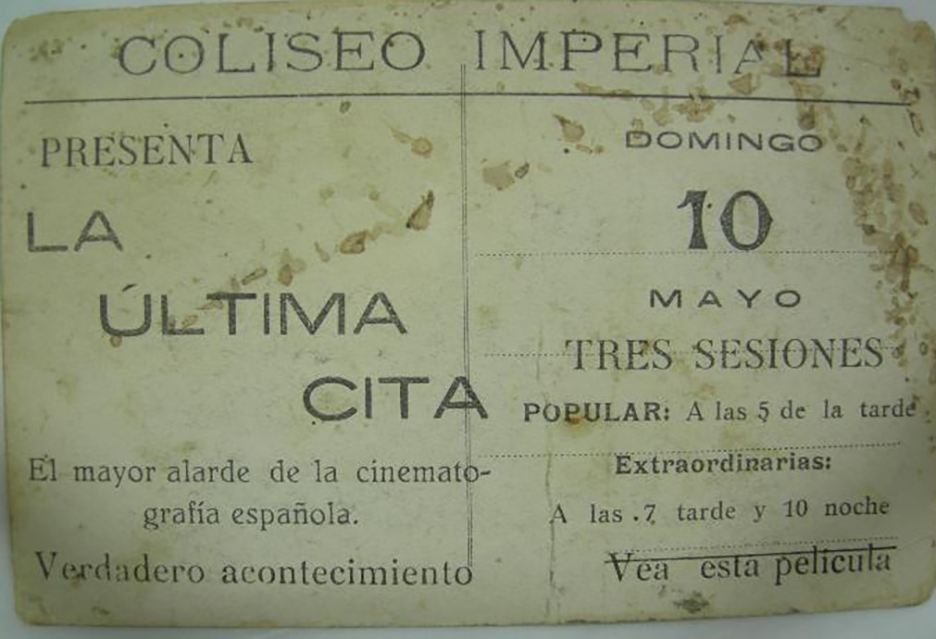 COLISEO IMPERIAL
PRESENTA
LA
ÚLTIMA
CITA
El mayor alarde de la cinemato-
grafía española.
Verdadero acontecimiento
DOMINGO
10
MAYO
TRES SESIONES
POPULAR: A las 5 de la tarde
Extraordinarias:
A las .7 tarde y 10 noche
Vea esta película